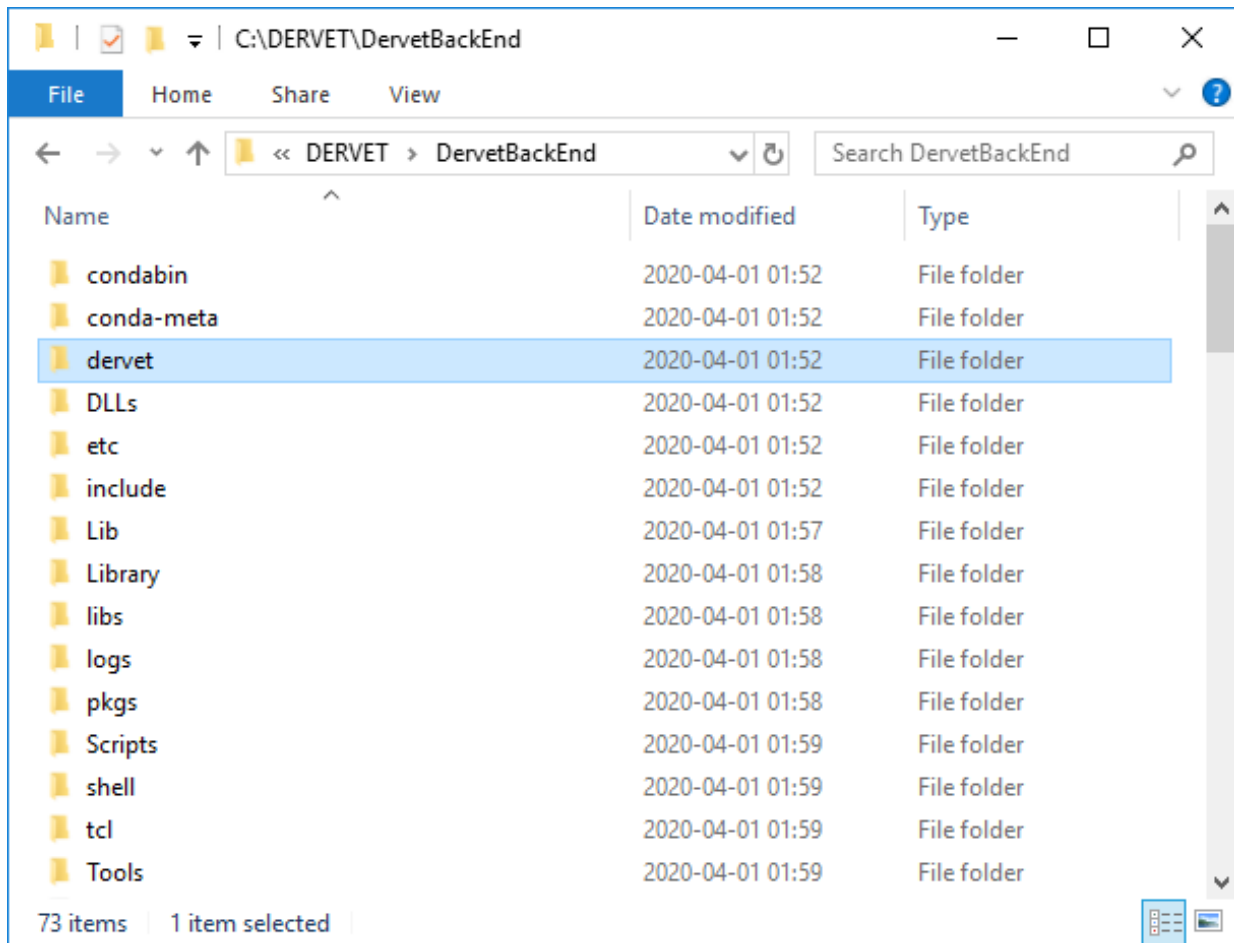 C:\DERVET\DervetBackEnd
File Home Share View
« DERVET > DervetBackEnd Search DervetBackEnd
Name Date modified Type
condabin 2020-04-01 01:52 File folder
conda-meta 2020-04-01 01:52 File folder
dervet 2020-04-01 01:52 File folder
DLLs 2020-04-01 01:52 File folder
etc 2020-04-01 01:52 File folder
include 2020-04-01 01:52 File folder
Lib 2020-04-01 01:57 File folder
Library 2020-04-01 01:58 File folder
libs 2020-04-01 01:58 File folder
logs 2020-04-01 01:58 File folder
pkgs 2020-04-01 01:58 File folder
Scripts 2020-04-01 01:59 File folder
shell 2020-04-01 01:59 File folder
tcl 2020-04-01 01:59 File folder
Tools 2020-04-01 01:59 File folder
73 items 1 item selected